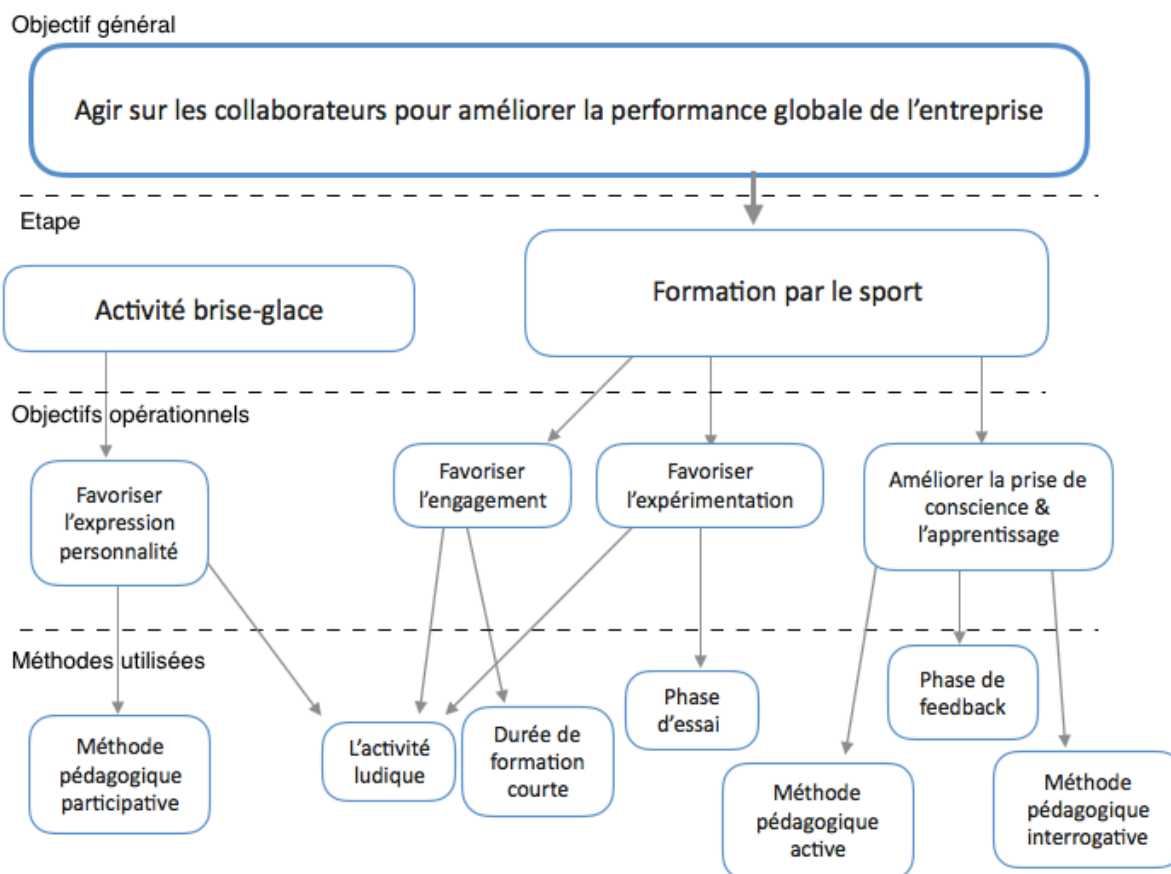 Objectif général
Agir sur les collaborateurs pour améliorer la performance globale de l’entreprise
Etape
Activité brise-glace
Formation par le sport
Objectifs opérationnels
Favoriser
l’expression
personnalité
Favoriser
l’engagement
Favoriser
l’expérimentation
Améliorer la prise de
conscience &
l’apprentissage
Méthodes utilisées
Méthode
pédagogique
participative
L’activité
ludique
Durée de
formation
courte
Phase
d’essai
Méthode
pédagogique
active
Phase de
feedback
Méthode
pédagogique
interrogative